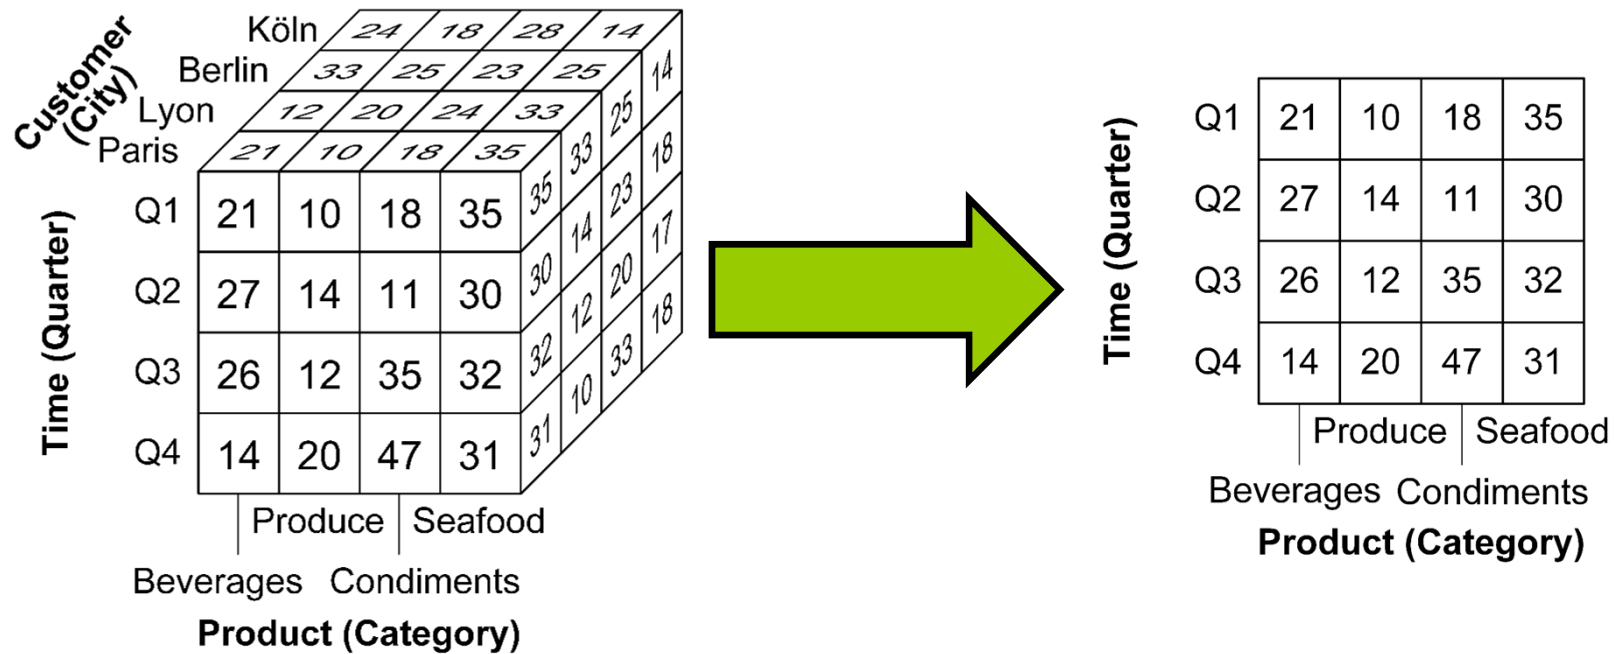 Customer
(City)
Köln 24 18 28 14
Berlin 33 25 23 25
Lyon 12 20 24 33
Paris 21 10 18 35
Time (Quarter)
Q1 21 10 18 35
Q2 27 14 11 30
Q3 26 12 35 32
Q4 14 20 47 31
35 33 25 14
30 14 23 18
32 12 20 17
31 10 33 18
Produce Seafood
Beverages Condiments
Product (Category)
Time (Quarter)
Q1 21 10 18 35
Q2 27 14 11 30
Q3 26 12 35 32
Q4 14 20 47 31
Produce Seafood
Beverages Condiments
Product (Category)